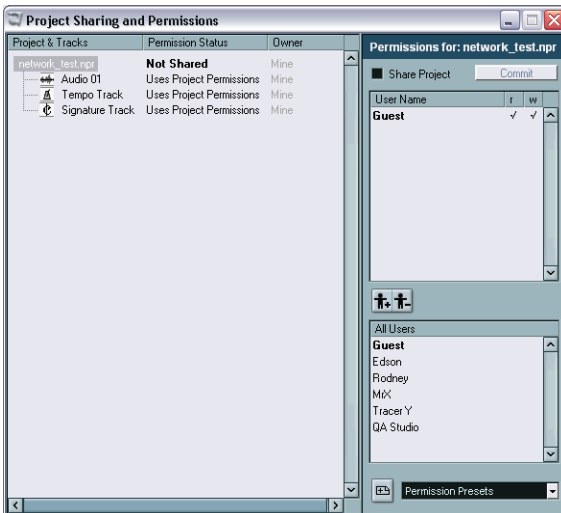 Project Sharing and Permissions
Project & Tracks Permission Status Owner
network_test.npr Not Shared Mine
Audio 01 Uses Project Permissions Mine
Tempo Track Uses Project Permissions Mine
Signature Track Uses Project Permissions Mine
Permissions for: network_test.npr
Share Project Commit
User Name r w
Guest √ √
All Users
Guest
Edson
Rodney
MrX
Tracer Y
QA Studio
Permission Presets